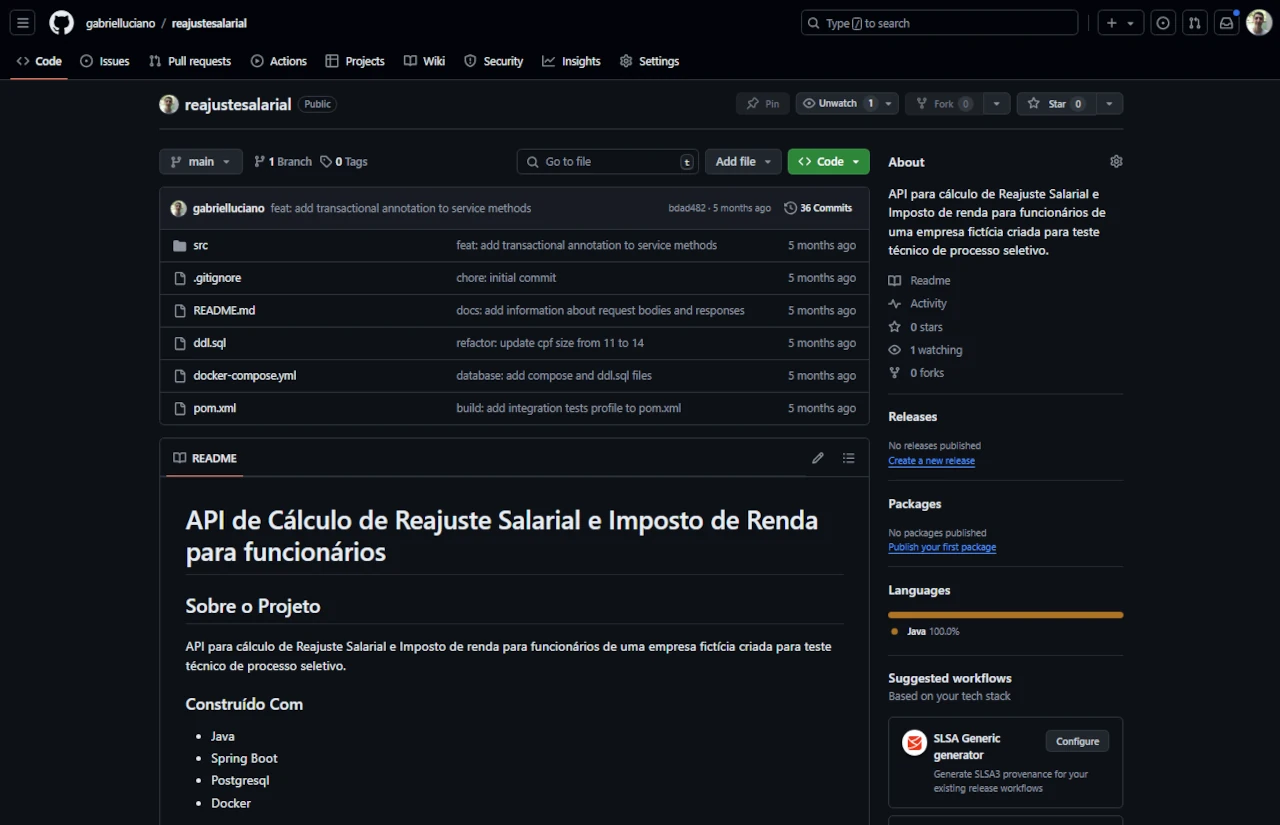 gabrielluciano / reajustesalarial
Type / to search
Code
Issues
Pull requests
Actions
Projects
Wiki
Security
Insights
Settings
reajustesalarial Public
Pin
Unwatch 1
Fork 0
Star 0
main
1 Branch
0 Tags
Go to file t
Add file
Code
gabrielluciano feat: add transactional annotation to service methods bdad482 · 5 months ago 36 Commits
src feat: add transactional annotation to service methods 5 months ago
.gitignore chore: initial commit 5 months ago
README.md docs: add information about request bodies and responses 5 months ago
ddl.sql refactor: update cpf size from 11 to 14 5 months ago
docker-compose.yml database: add compose and ddl.sql files 5 months ago
pom.xml build: add integration tests profile to pom.xml 5 months ago
README
API de Cálculo de Reajuste Salarial e Imposto de Renda
para funcionários
Sobre o Projeto
API para cálculo de Reajuste Salarial e Imposto de renda para funcionários de uma empresa fictícia criada para teste
técnico de processo seletivo.
Construído Com
Java
Spring Boot
Postgresql
Docker
About
API para cálculo de Reajuste Salarial e
Imposto de renda para funcionários de
uma empresa fictícia criada para teste
técnico de processo seletivo.
Readme
Activity
0 stars
1 watching
0 forks
Releases
No releases published
Create a new release
Packages
No packages published
Publish your first package
Languages
Java 100.0%
Suggested workflows
Based on your tech stack
SLSA Generic
generator
Configure
Generate SLSA3 provenance for your
existing release workflows